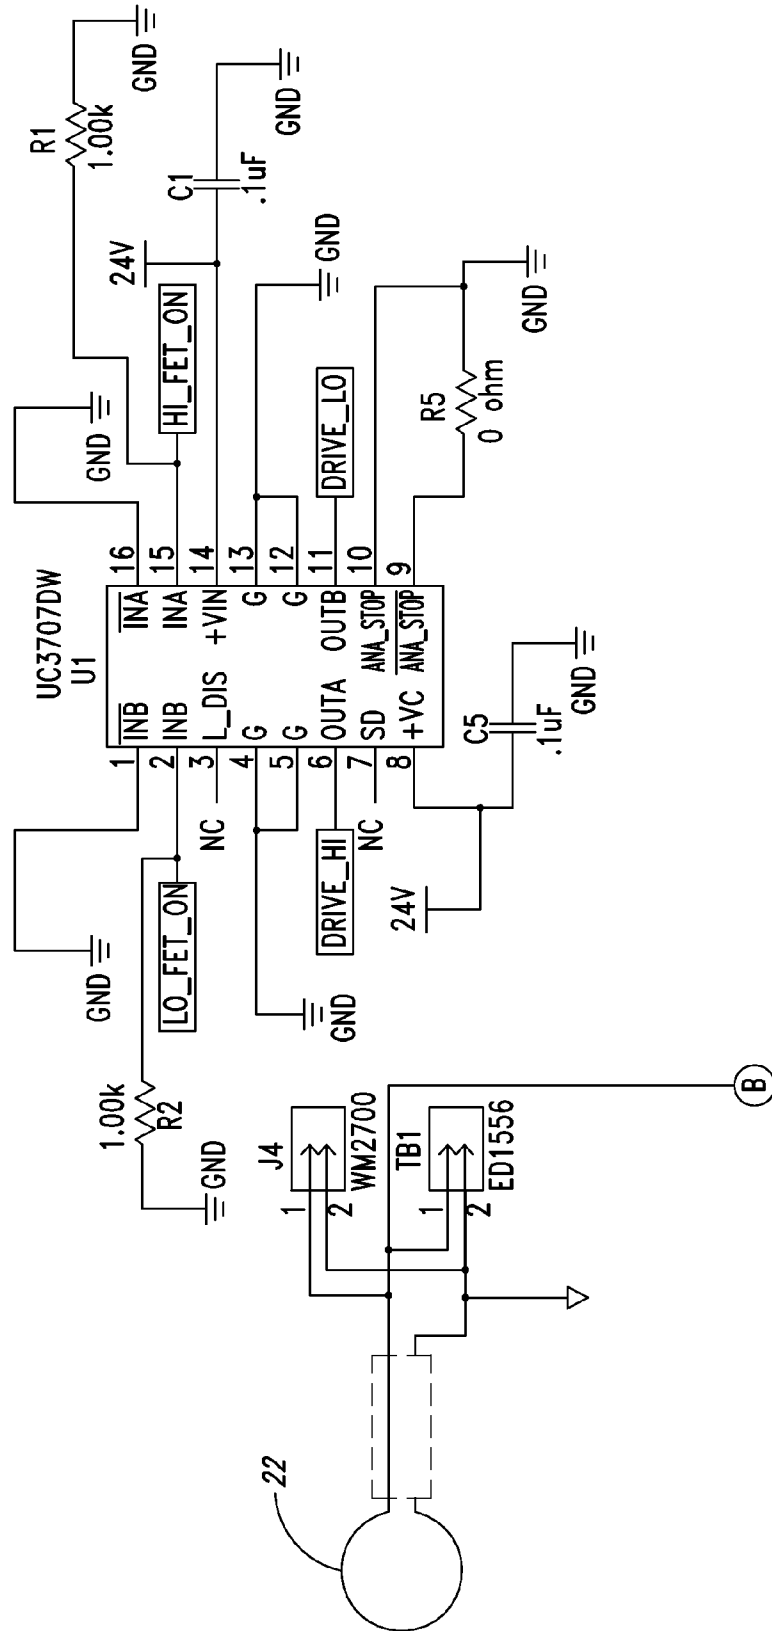 GND
R1
1.00k
GND
C1
.1uF
24V
HI_FET_ON
GND
GND
DRIVE_LO
GND
R5
0 ohm
UC3707DW
U1
16
15
14
13
12
11
10
9
INA
INA
+VIN
G
G
OUTB
ANA_STOP
ANA_STOP
INB
INB
L_DIS
G
G
OUTA
SD
+VC
1
2
3
4
5
6
7
8
NC
NC
LO_FET_ON
DRIVE_HI
24V
C5
.1uF
GND
GND
GND
1.00k
R2
GND
J4
WM2700
1
2
TB1
ED1556
1
2
B
22